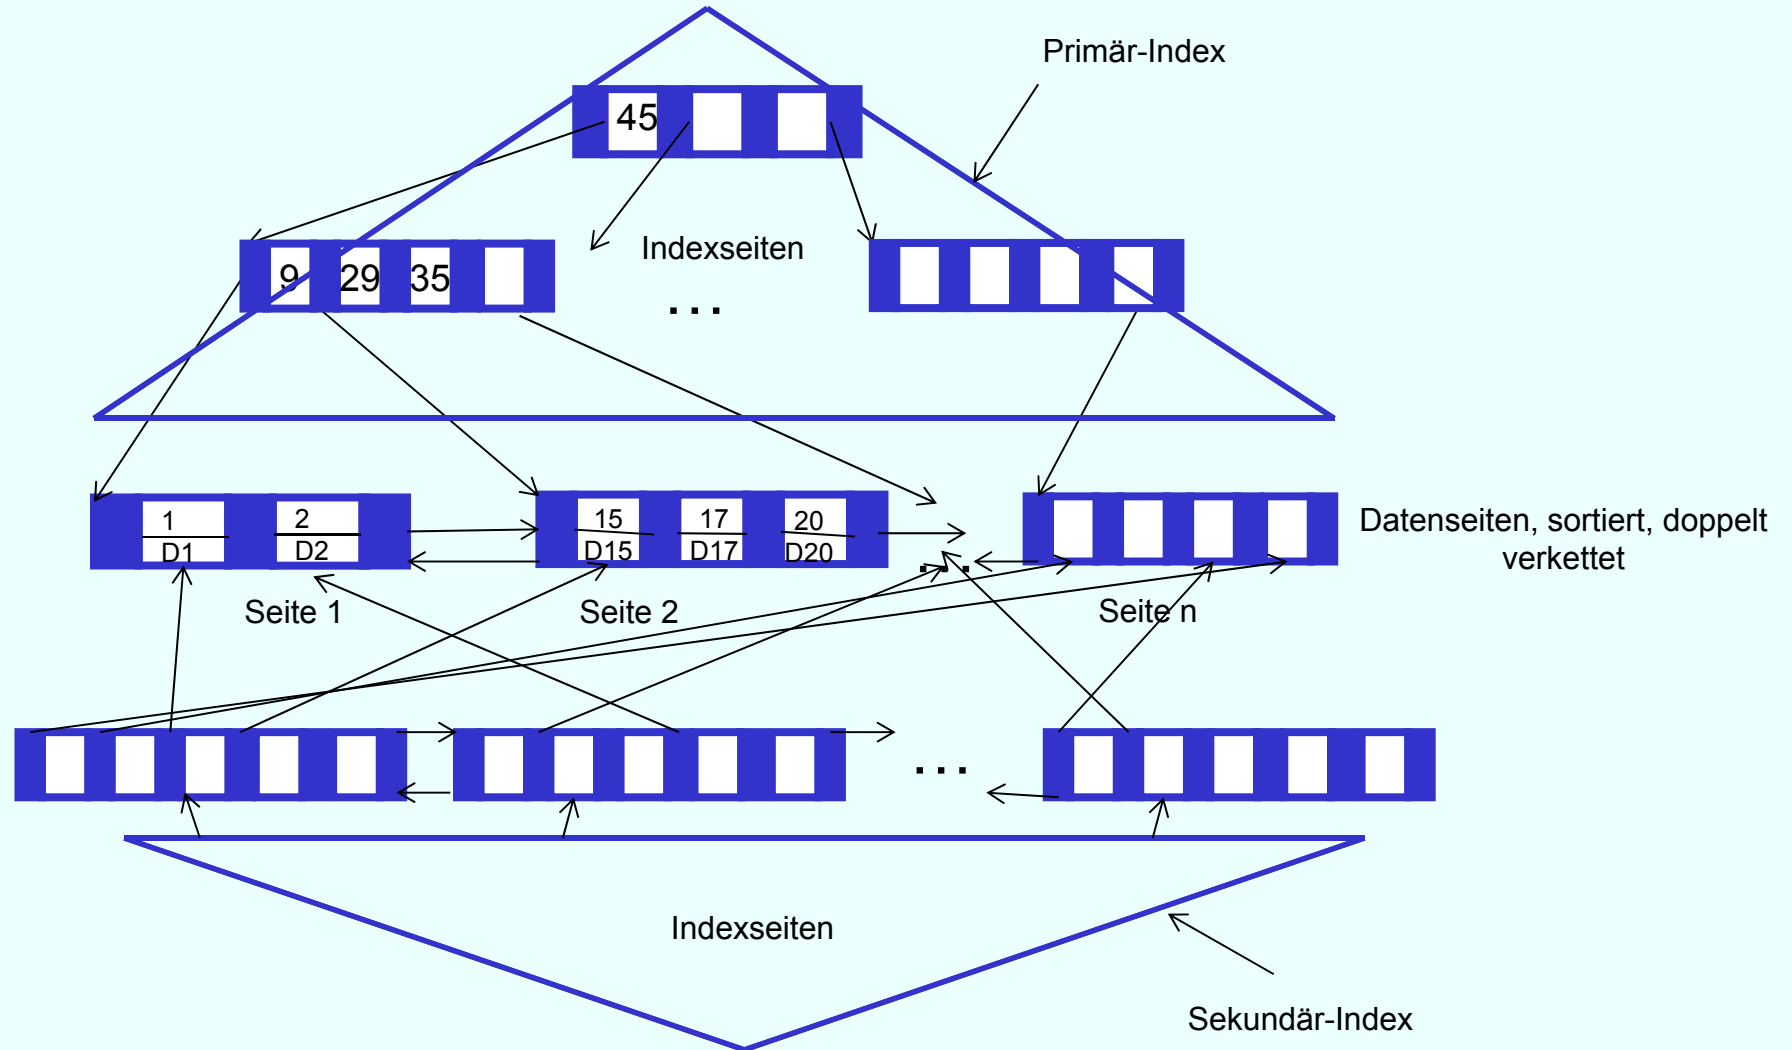 Primär-Index
45
Indexseiten
9 29 35
...
1 2 15 17 20
D1 D2 D15 D17 D20
...
Datenseiten, sortiert, doppelt
verkettet
Seite 1 Seite 2 Seite n
...
Indexseiten
Sekundär-Index